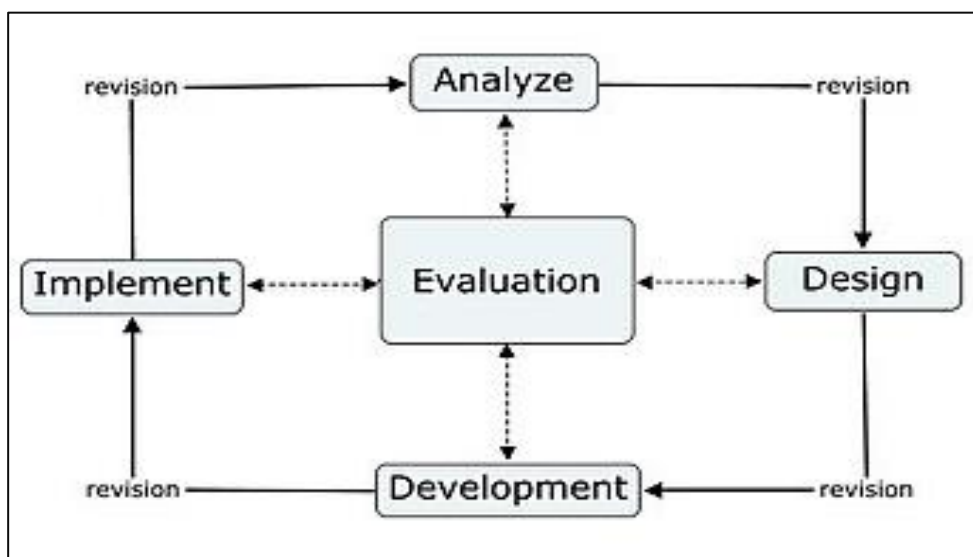 revision
Analyze
revision
Implement
Evaluation
Design
revision
Development
revision